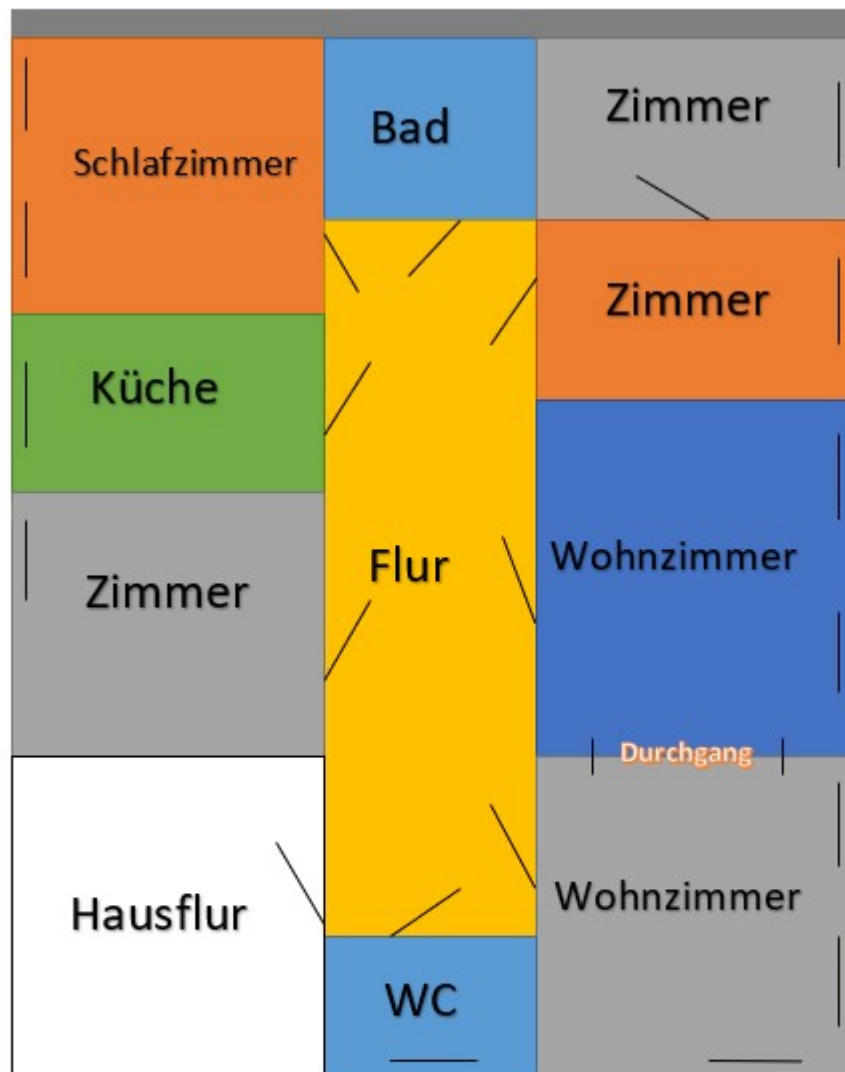 Bad
Zimmer
Schlafzimmer
Zimmer
Küche
Flur
Wohnzimmer
Zimmer
Durchgang
Hausflur
Wohnzimmer
WC